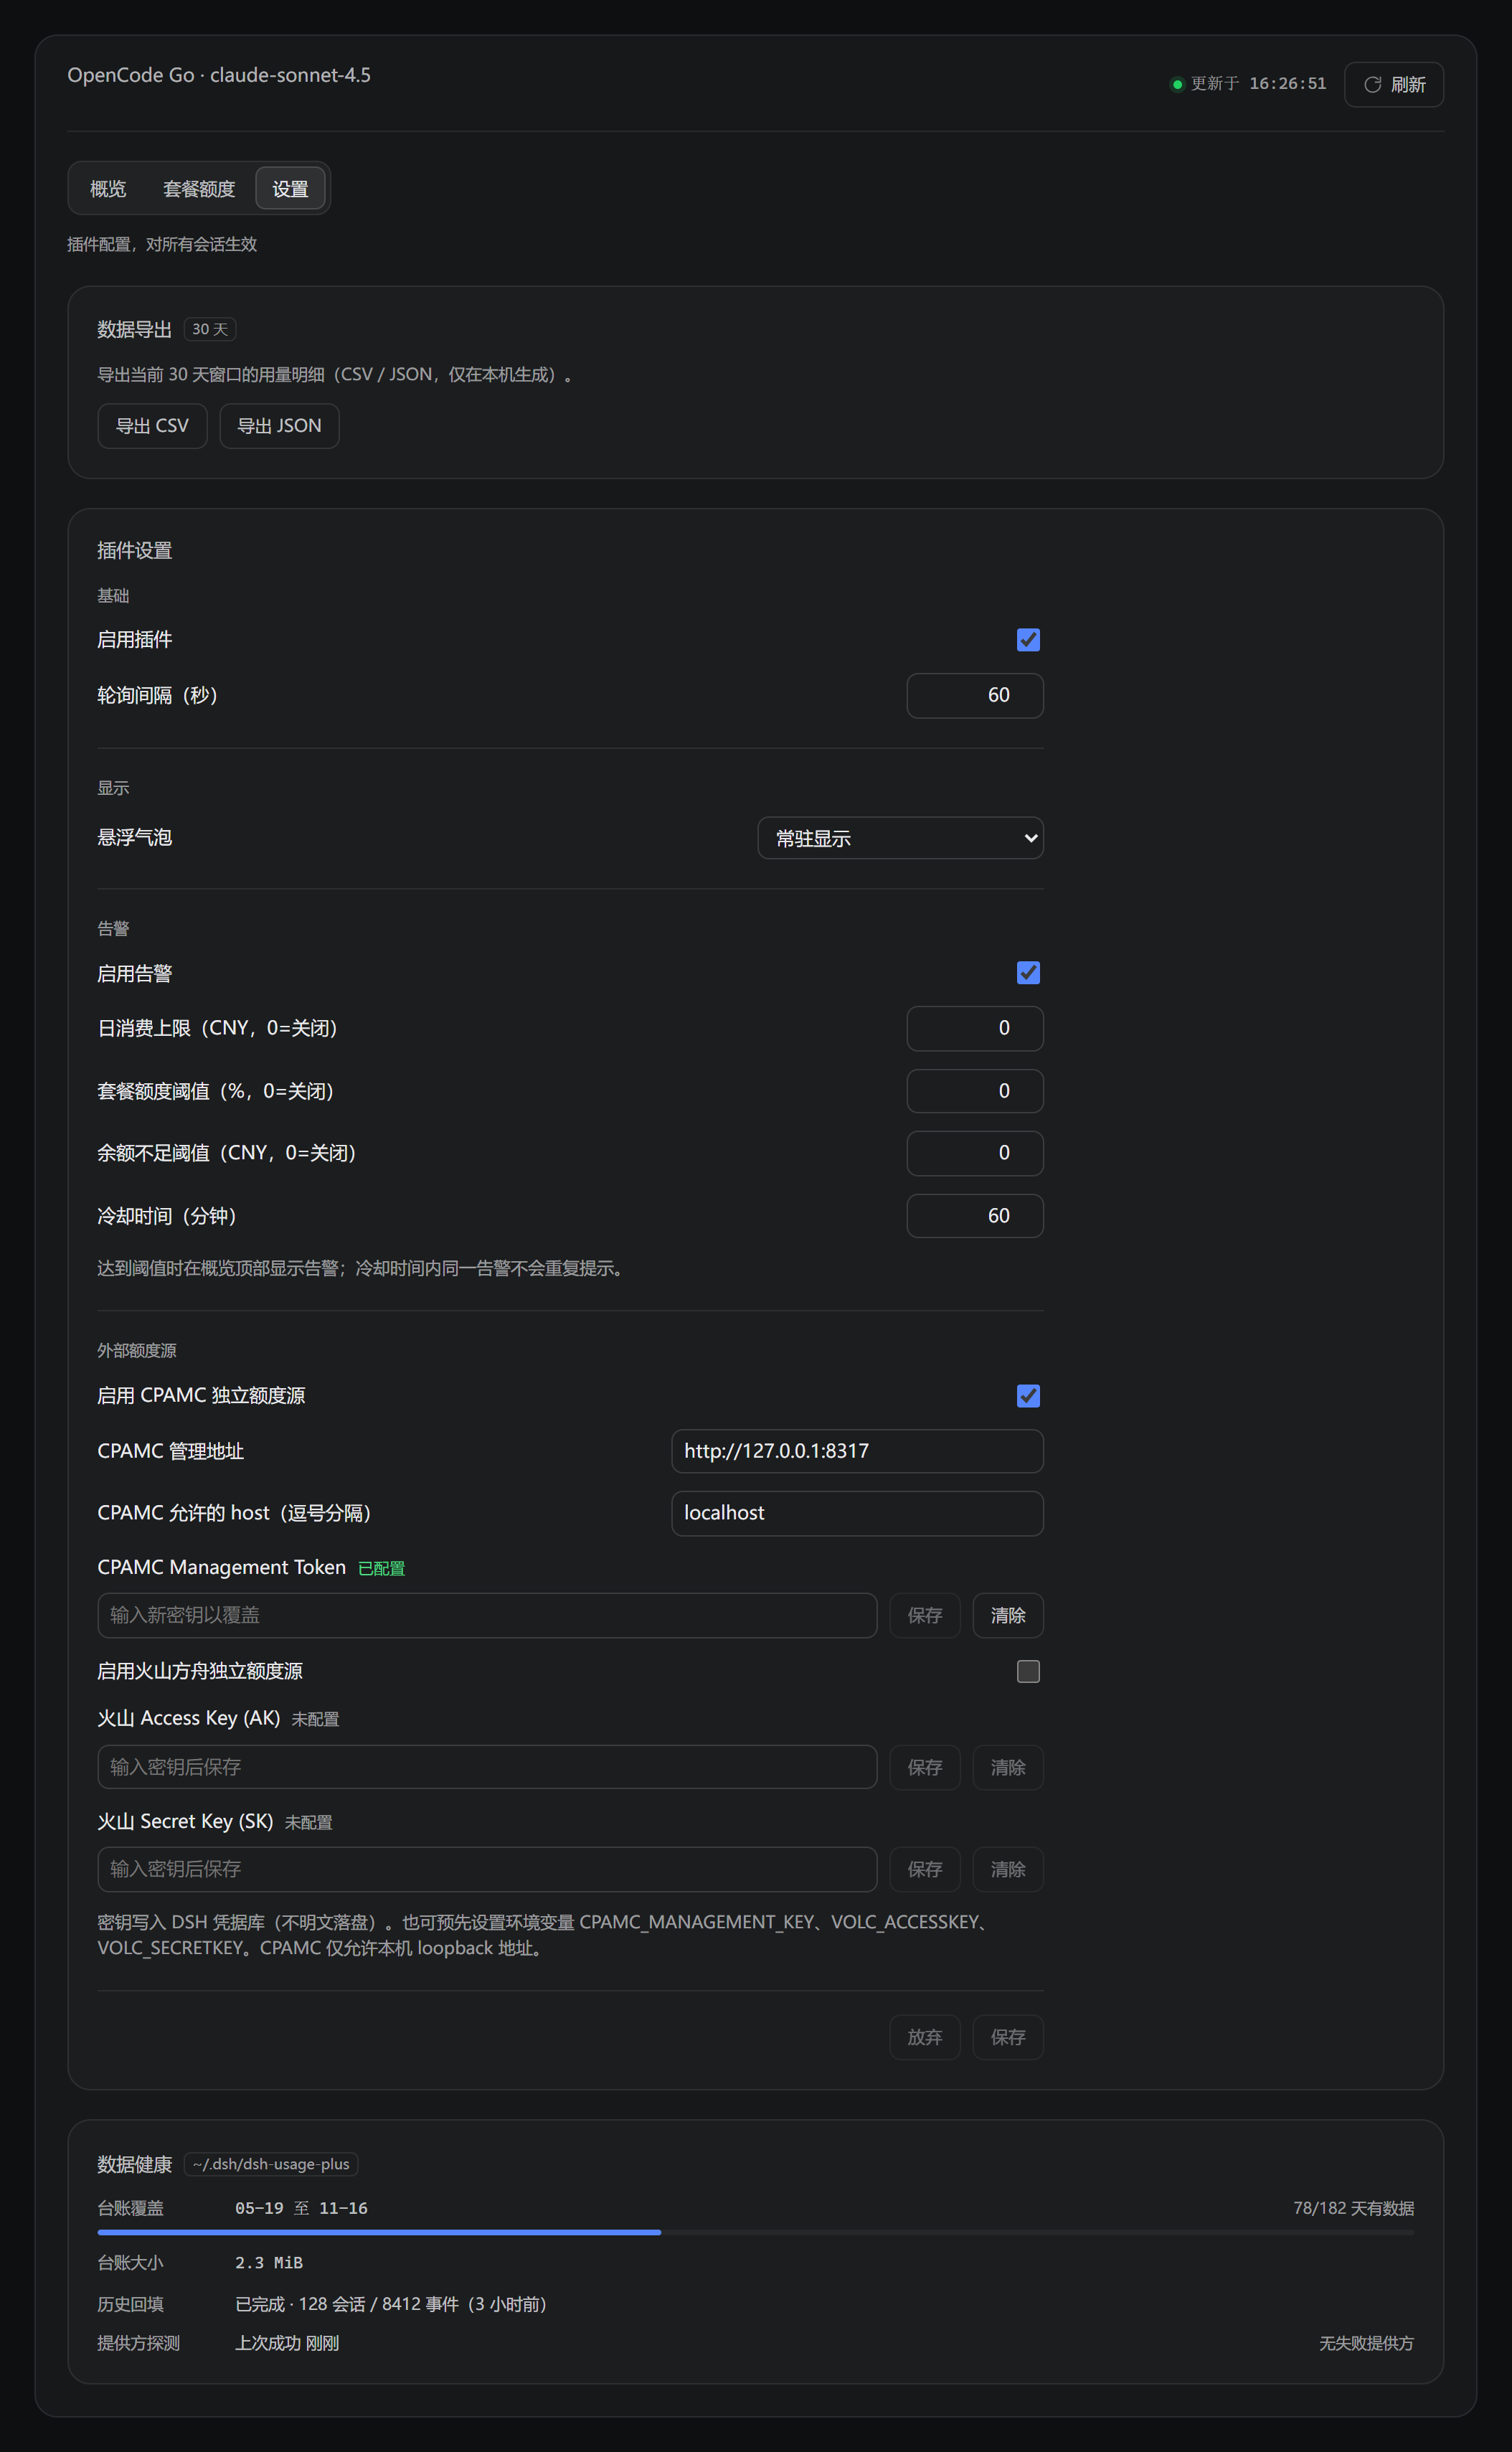 OpenCode Go · claude-sonnet-4.5
更新于 16:26:51
刷新
概览 套餐额度 设置
插件配置，对所有会话生效
数据导出 30 天
导出当前 30 天窗口的用量明细（CSV / JSON，仅在本机生成）。
导出 CSV 导出 JSON
插件设置
基础
启用插件
轮询间隔（秒） 60
显示
悬浮气泡 常驻显示
告警
启用告警
日消费上限（CNY，0=关闭） 0
套餐额度阈值（%，0=关闭） 0
余额不足阈值（CNY，0=关闭） 0
冷却时间（分钟） 60
达到阈值时在概览顶部显示告警；冷却时间内同一告警不会重复提示。
外部额度源
启用 CPAMC 独立额度源
CPAMC 管理地址 http://127.0.0.1:8317
CPAMC 允许的 host（逗号分隔） localhost
CPAMC Management Token 已配置
输入新密钥以覆盖 保存 清除
启用火山方舟独立额度源
火山 Access Key (AK) 未配置
输入密钥后保存 保存 清除
火山 Secret Key (SK) 未配置
输入密钥后保存 保存 清除
密钥写入 DSH 凭据库（不明文落盘）。也可预先设置环境变量 CPAMC_MANAGEMENT_KEY、VOLC_ACCESSKEY、
VOLC_SECRETKEY。CPAMC 仅允许本机 loopback 地址。
放弃 保存
数据健康 ~/.dsh/dsh-usage-plus
台账覆盖 05-19 至 11-16 78/182 天有数据
台账大小 2.3 MiB
历史回填 已完成 · 128 会话 / 8412 事件（3 小时前）
提供方探测 上次成功 刚刚 无失败提供方